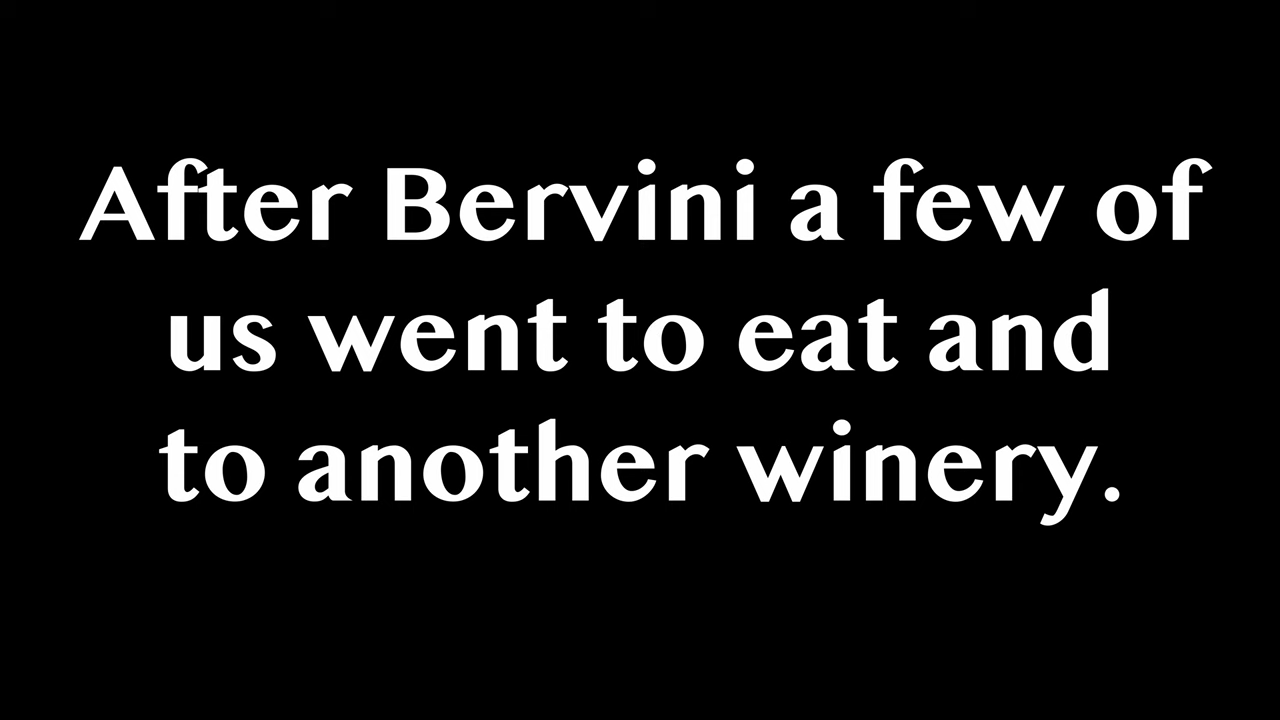 After Bervini a few of
us went to eat and
to another winery.